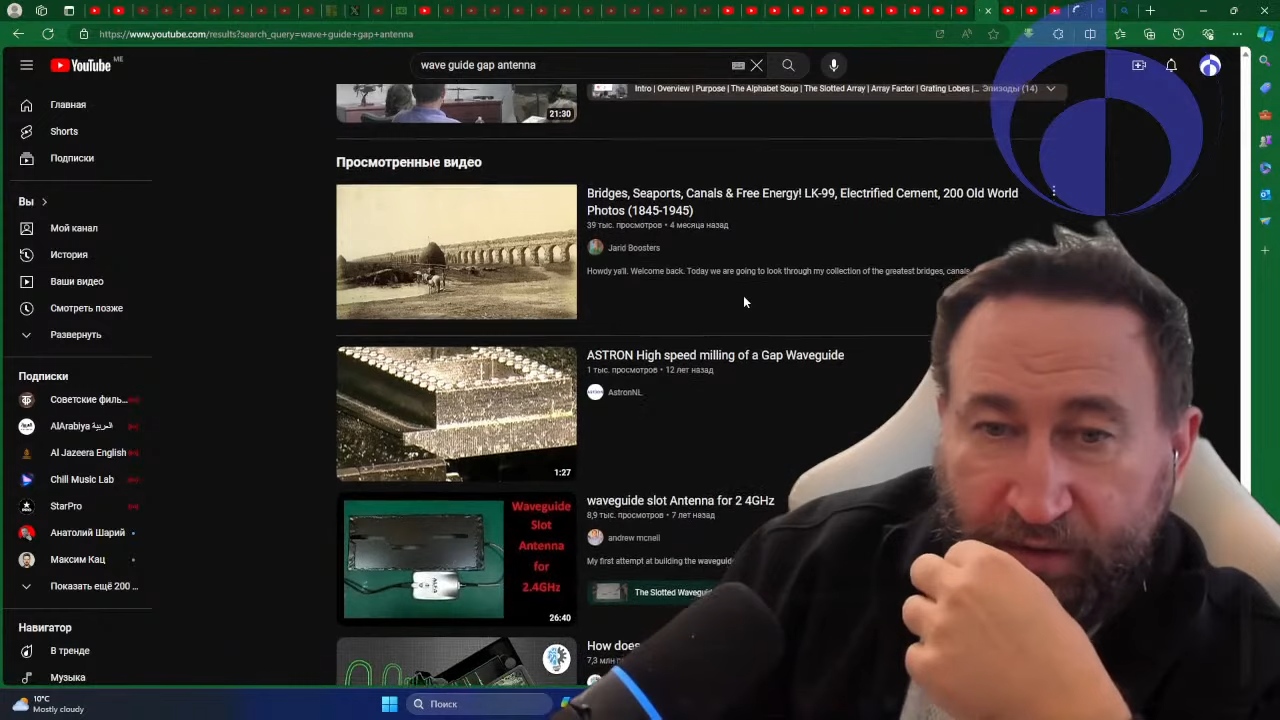 https://www.youtube.com/results?search_query=wave+guide+gap+antenna
YouTube ME
wave guide gap antenna
Главная
Shorts
Подписки
Вы
Мой канал
История
Ваши видео
Смотреть позже
Развернуть
Подписки
Советские филь...
AlArabiya العربية
Al Jazeera English
Chill Music Lab
StarPro
Анатолий Шарий
Максим Кац
Показать ещё 200 ...
Навигатор
В тренде
Музыка
21:30
Intro | Overview | Purpose | The Alphabet Soup | The Slotted Array | Array Factor | Grating Lobes |... Эпизоды (14)
Просмотренные видео
Bridges, Seaports, Canals & Free Energy! LK-99, Electrified Cement, 200 Old World
Photos (1845-1945)
39 тыс. просмотров • 4 месяца назад
Jarid Boosters
Howdy ya'll. Welcome back. Today we are going to look through my collection of the greatest bridges, canals
1:27
ASTRON High speed milling of a Gap Waveguide
1 тыс. просмотров • 12 лет назад
AstronNL
Waveguide
Slot
Antenna
for
2.4GHz
26:40
waveguide slot Antenna for 2 4GHz
8,9 тыс. просмотров • 7 лет назад
andrew mcneil
My first attempt at building the waveguide
The Slotted Wavegui
How does
7,3 млн
10°C
Mostly cloudy
Поиск